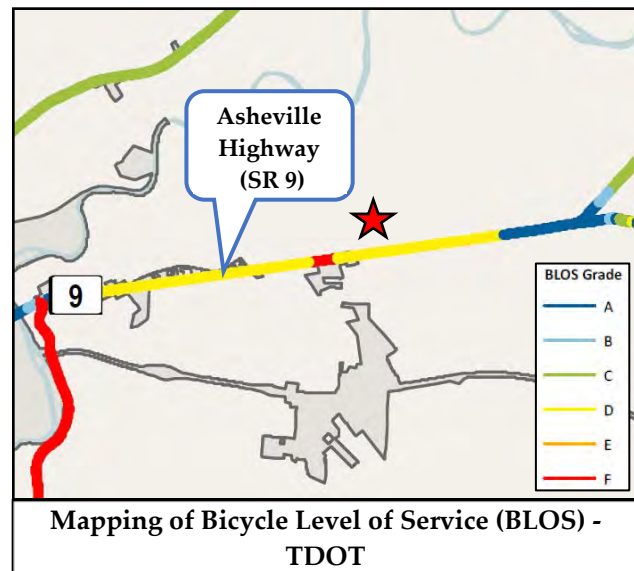 Asheville
Highway
(SR 9)
9
BLOS Grade
A
B
C
D
E
F
Mapping of Bicycle Level of Service (BLOS) -
TDOT